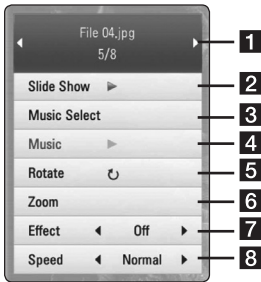 File 04.jpg
5/8
1
Slide Show
2
Music Select
3
Music
4
Rotate
5
Zoom
6
Effect Off
7
Speed Normal
8